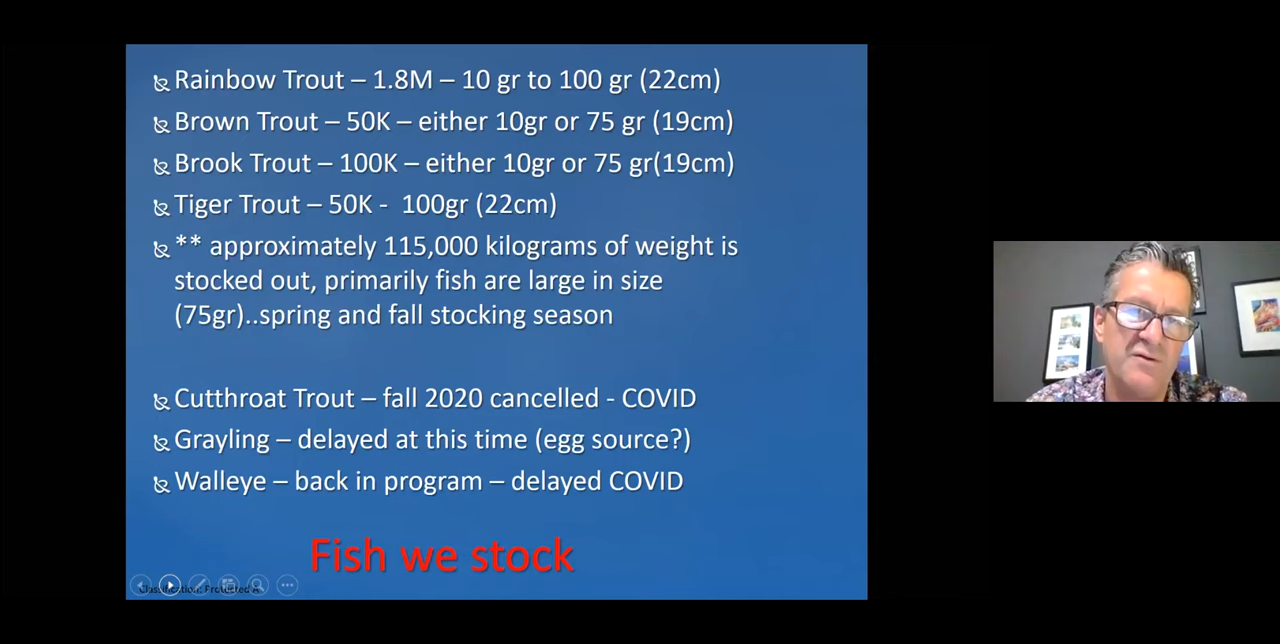 Rainbow Trout – 1.8M – 10 gr to 100 gr (22cm)
Brown Trout – 50K – either 10gr or 75 gr (19cm)
Brook Trout – 100K – either 10gr or 75 gr(19cm)
Tiger Trout – 50K - 100gr (22cm)
** approximately 115,000 kilograms of weight is
stocked out, primarily fish are large in size
(75gr)..spring and fall stocking season
Cutthroat Trout – fall 2020 cancelled - COVID
Grayling – delayed at this time (egg source?)
Walleye – back in program – delayed COVID
Fish we stock
Classification: Protected A